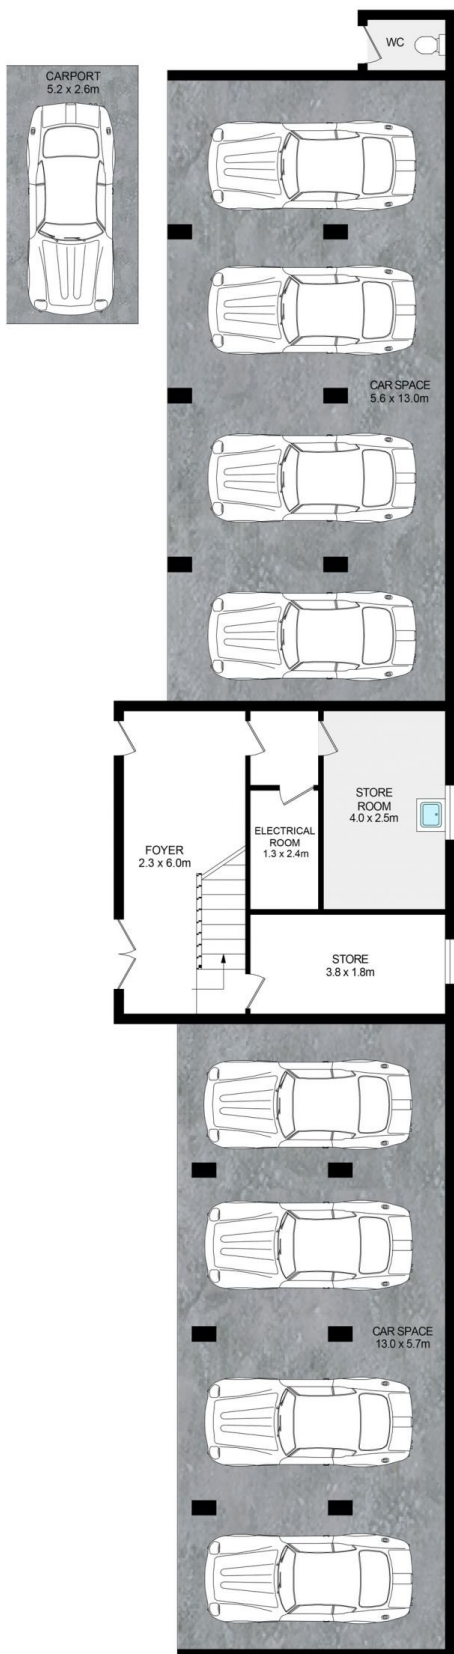 WC
CARPORT
5.2 x 2.6m
CAR SPACE
5.6 x 13.0m
STORE
ROOM
4.0 x 2.5m
ELECTRICAL
ROOM
1.3 x 2.4m
FOYER
2.3 x 6.0m
STORE
3.8 x 1.8m
CAR SPACE
13.0 x 5.7m